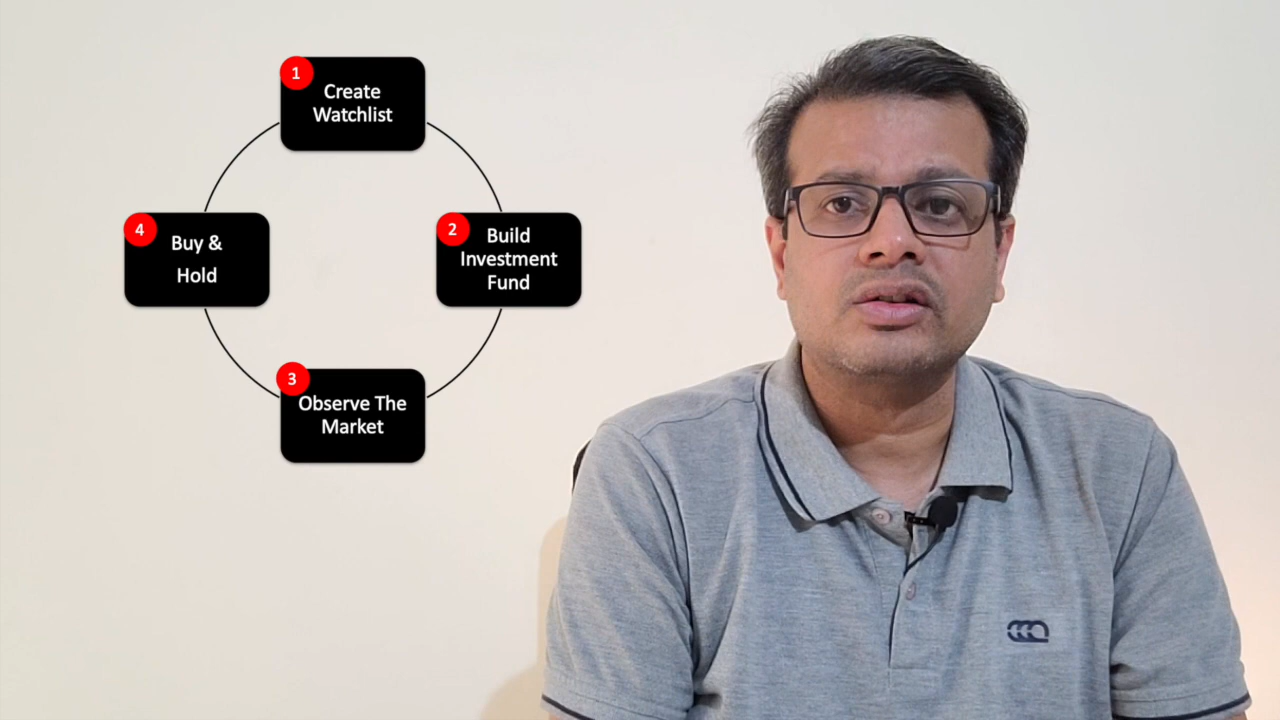 1
Create
Watchlist
2
Build
Investment
Fund
3
Observe The
Market
4
Buy &
Hold